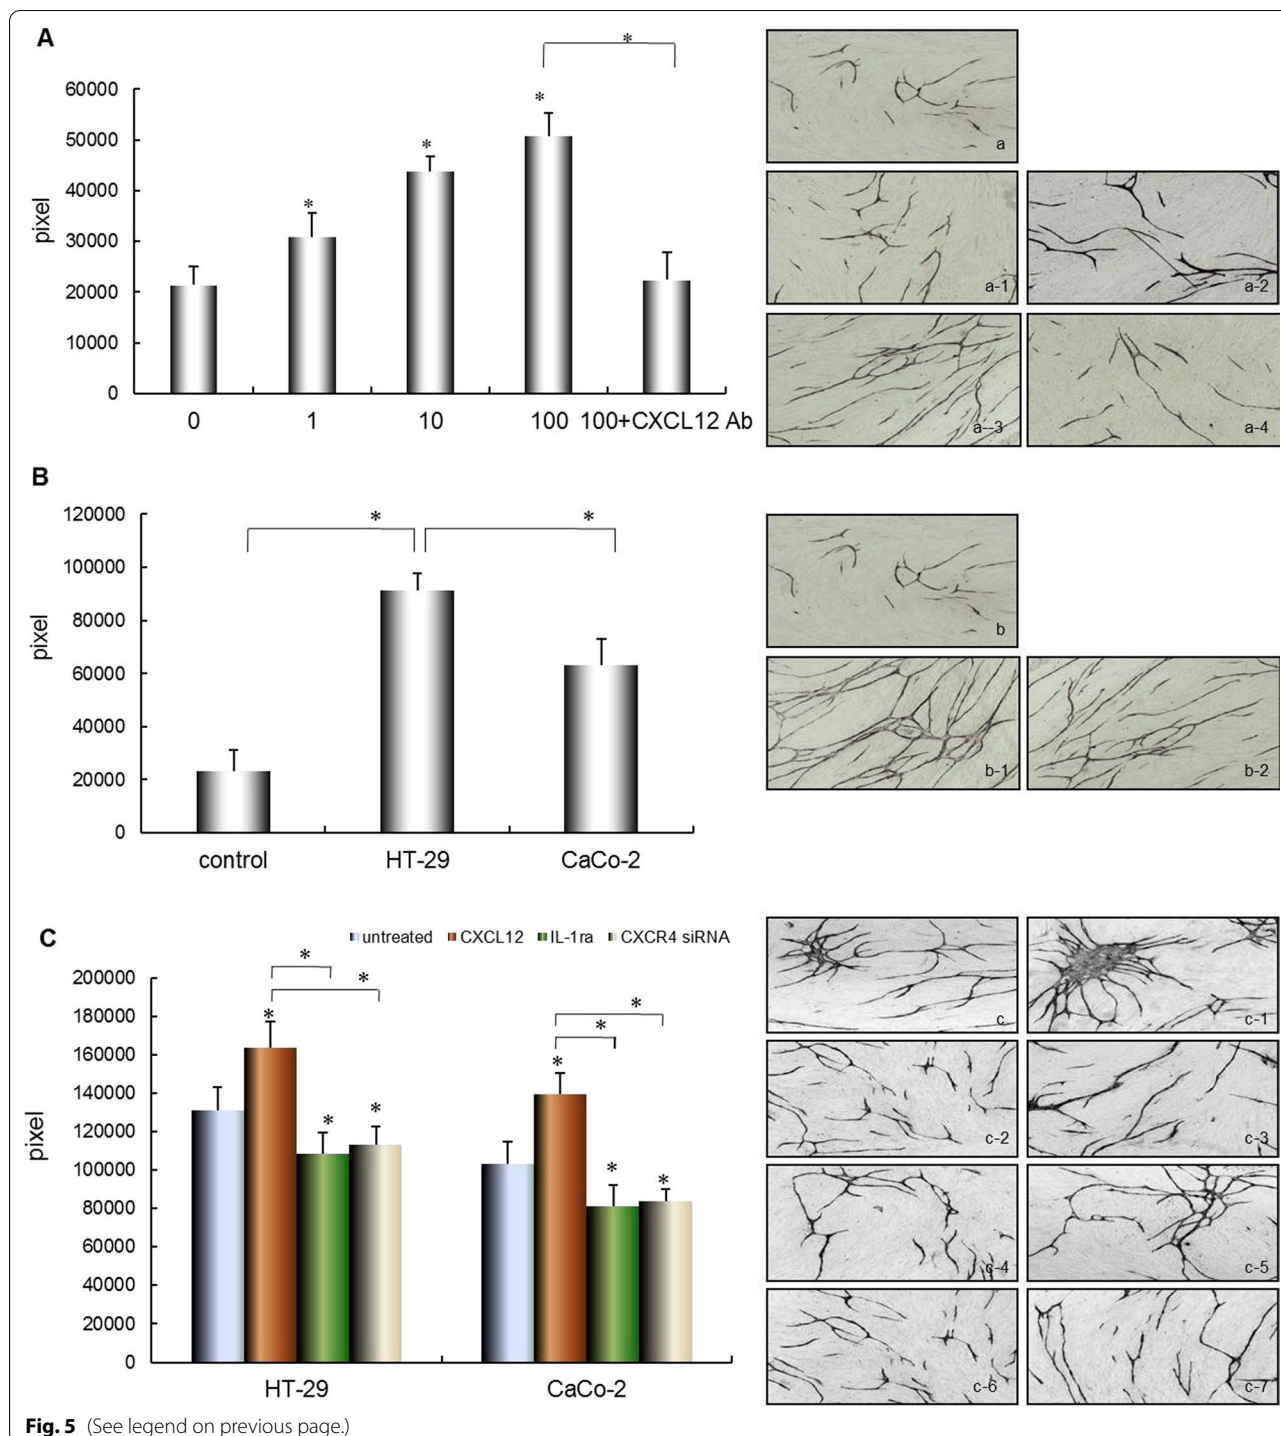 A
*
60000
50000
40000
30000
20000
10000
0
pixel
*
*
*
0 1 10 100 100+CXCL12 Ab
a
a-1 a-2
a--3 a-4
B
120000
100000
80000
60000
40000
20000
0
pixel
* *
control HT-29 CaCo-2
b
b-1 b-2
C
untreated CXCL12 IL-1ra CXCR4 siRNA
200000
180000
160000
140000
120000
100000
80000
60000
40000
20000
0
pixel
* *
* * *
* *
* *
* *
HT-29 CaCo-2
c c-1
c-2 c-3
c-4 c-5
c-6 c-7
Fig. 5 (See legend on previous page.)